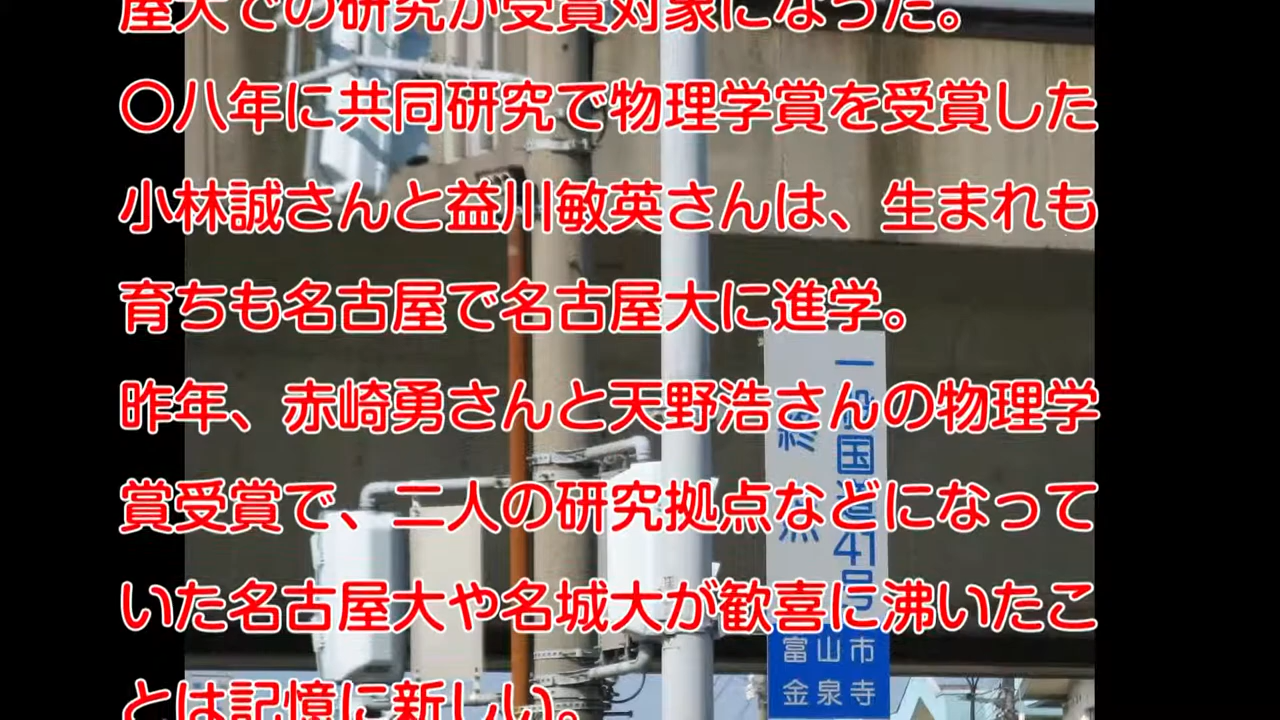 屋大での研究が受賞対象になった。
〇八年に共同研究で物理学賞を受賞した
小林誠さんと益川敏英さんは、生まれも
育ちも名古屋で名古屋大に進学。
昨年、赤崎勇さんと天野浩さんの物理学
賞受賞で、二人の研究拠点などになって
いた名古屋大や名城大が歓喜に沸いたこ
とは記憶に新しい。
一般国道41号
終点
富山市
金泉寺